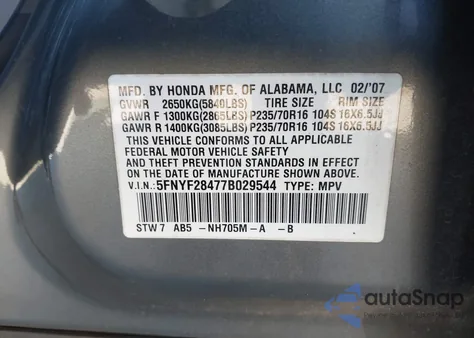 MFD. BY HONDA MFG. OF ALABAMA, LLC 02/'07
GVWR 2650KG(5840LBS) TIRE SIZE RIM SIZE
GAWR F 1300KG(2865LBS)P235/70R16 104S 16X6.5JJ
GAWR R 1400KG(3085LBS)P235/70R16 104S 16X6.5JJ
THIS VEHICLE CONFORMS TO ALL APPLICABLE
FEDERAL MOTOR VEHICLE SAFETY
STANDARDS IN EFFECT ON THE DATE OF
MANUFACTURE SHOWN ABOVE.
V.I.N.: 5FNYF28477B029544 TYPE: MPV
STW7 AB5 -NH705M-A -B
autoSnap